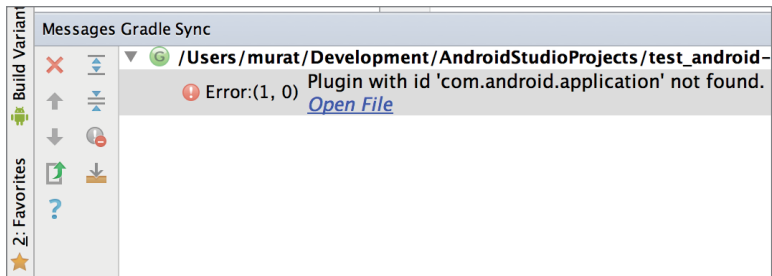 Messages Gradle Sync
Build Variant
/Users/murat/Development/AndroidStudioProjects/test_android-
Error:(1, 0) Plugin with id 'com.android.application' not found.
Open File
2: Favorites